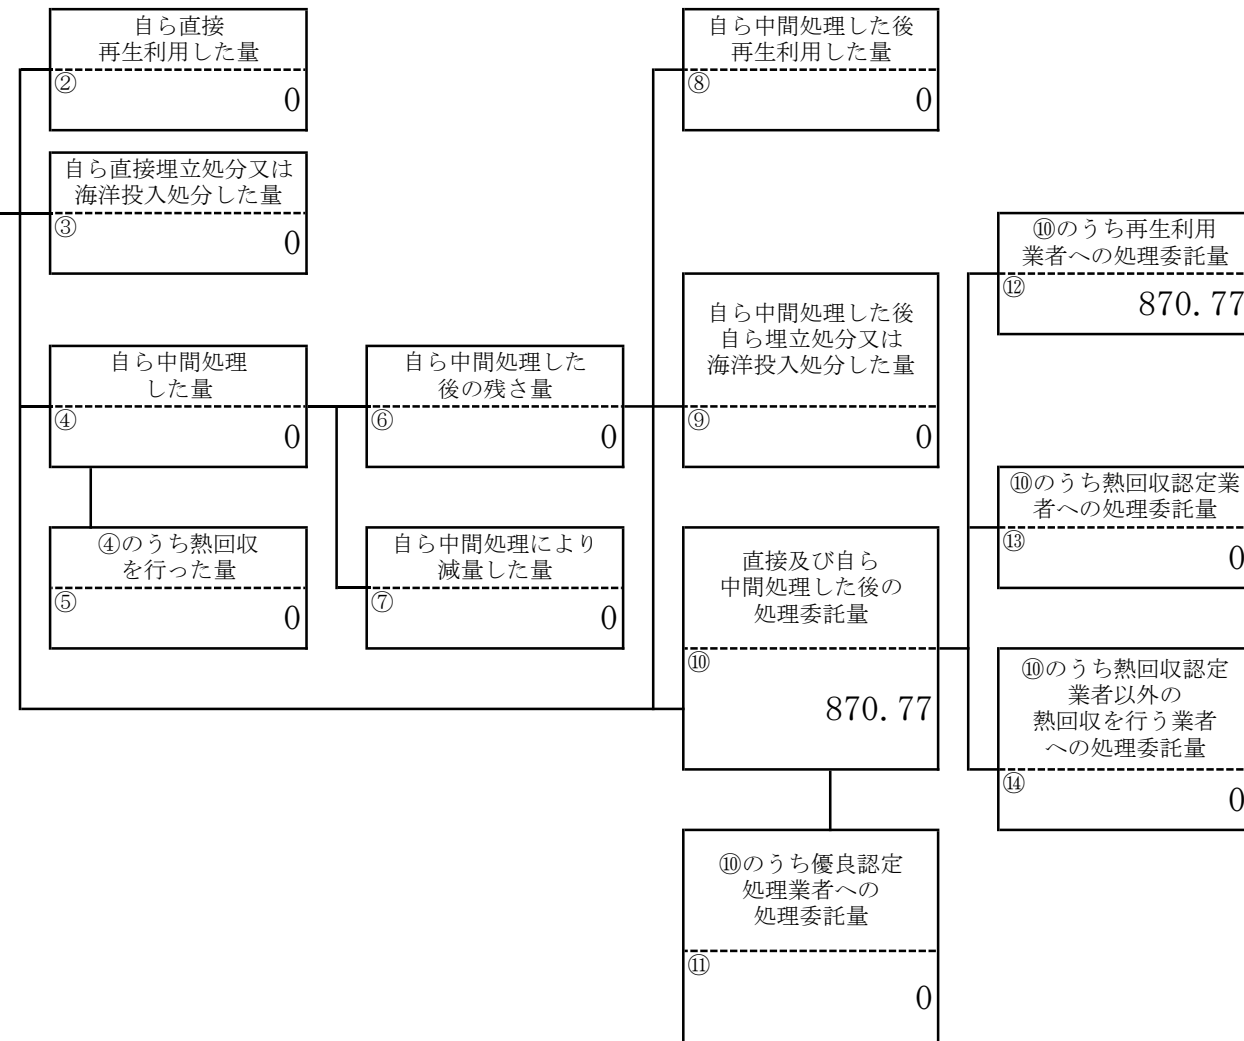 自ら直接
再生利用した量
②
0
自ら中間処理した後
再生利用した量
⑧
0
自ら直接埋立処分又は
海洋投入処分した量
③
0
⑩のうち再生利用
業者への処理委託量
⑫
870.77
自ら中間処理した後
自ら埋立処分又は
海洋投入処分した量
⑨
0
自ら中間処理
した量
④
0
自ら中間処理した
後の残さ量
⑥
0
⑩のうち熱回収認定業
者への処理委託量
⑬
0
④のうち熱回収
を行った量
⑤
0
自ら中間処理により
減量した量
⑦
0
直接及び自ら
中間処理した後の
処理委託量
⑩
870.77
⑩のうち熱回収認定
業者以外の
熱回収を行う業者
への処理委託量
⑭
0
⑩のうち優良認定
処理業者への
処理委託量
⑪
0